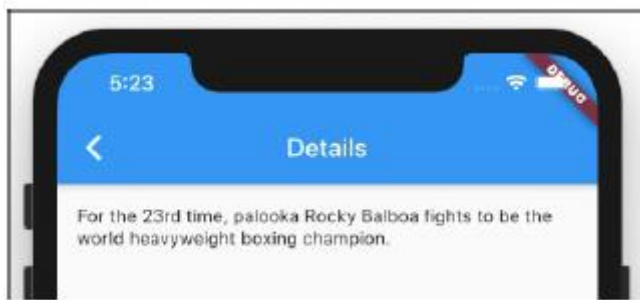 5:23
DEBUG
Details
For the 23rd time, palooka Rocky Balboa fights to be the
world heavyweight boxing champion.